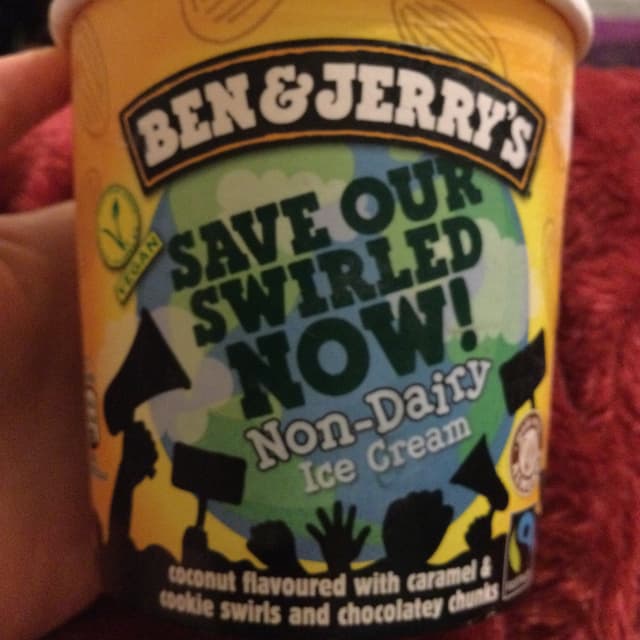 BEN & JERRY'S
VEGAN
SAVE OUR
SWIRLED
NOW!
Non-Dairy
Ice Cream
coconut flavoured with caramel &
cookie swirls and chocolatey chunks